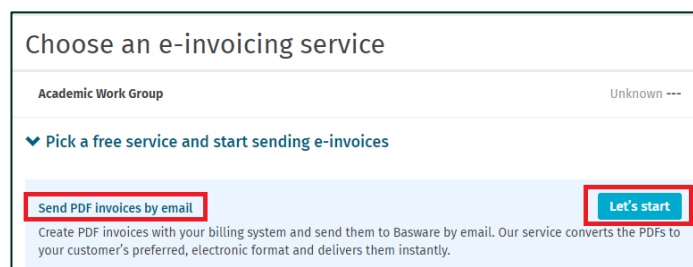 Choose an e-invoicing service
Academic Work Group Unknown ---
Pick a free service and start sending e-invoices
Send PDF invoices by email Let's start
Create PDF invoices with your billing system and send them to Basware by email. Our service converts the PDFs to
your customer's preferred, electronic format and delivers them instantly.